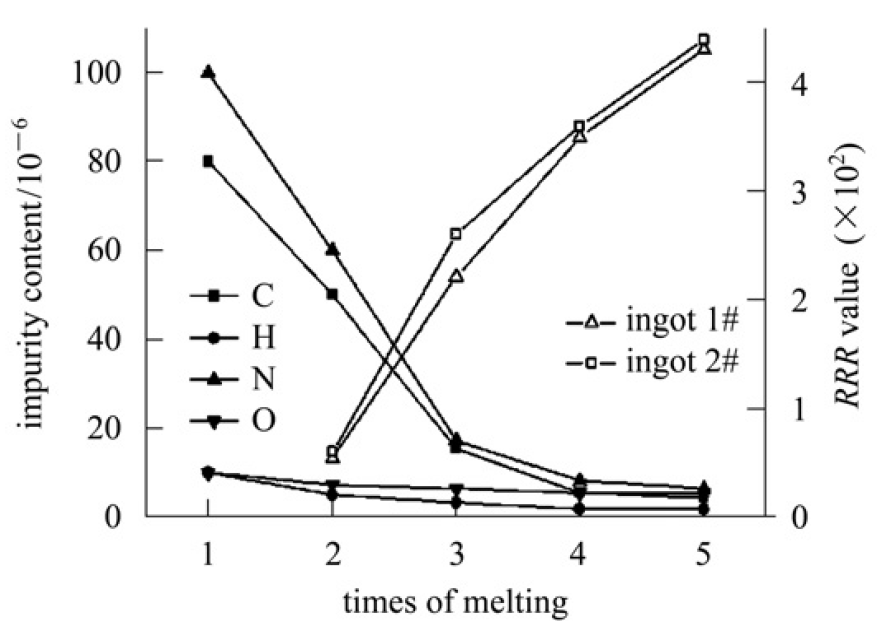 100
80
60
40
20
0
impurity content/10⁻⁶
C
H
N
O
ingot 1#
ingot 2#
4
3
2
1
0
RRR value (×10²)
1 2 3 4 5
times of melting